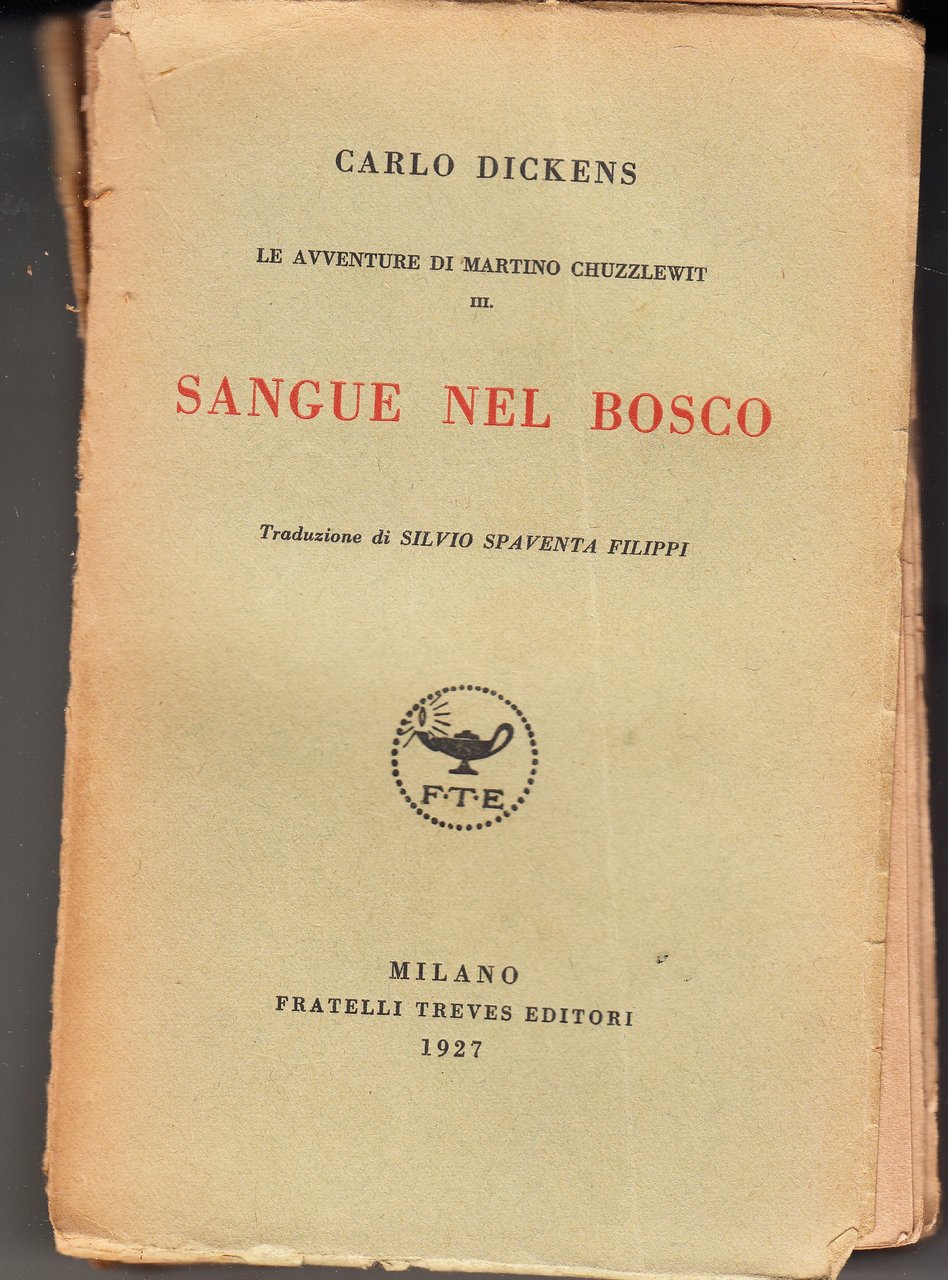 CARLO DICKENS
LE AVVENTURE DI MARTINO CHUZZLEWIT
III.
SANGUE NEL BOSCO
Traduzione di SILVIO SPAVENTA FILIPPI
F·T·E
MILANO
FRATELLI TREVES EDITORI
1927